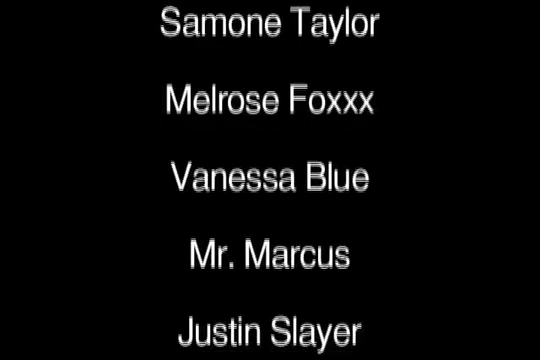 Samone Taylor
Melrose Foxxx
Vanessa Blue
Mr. Marcus
Justin Slayer